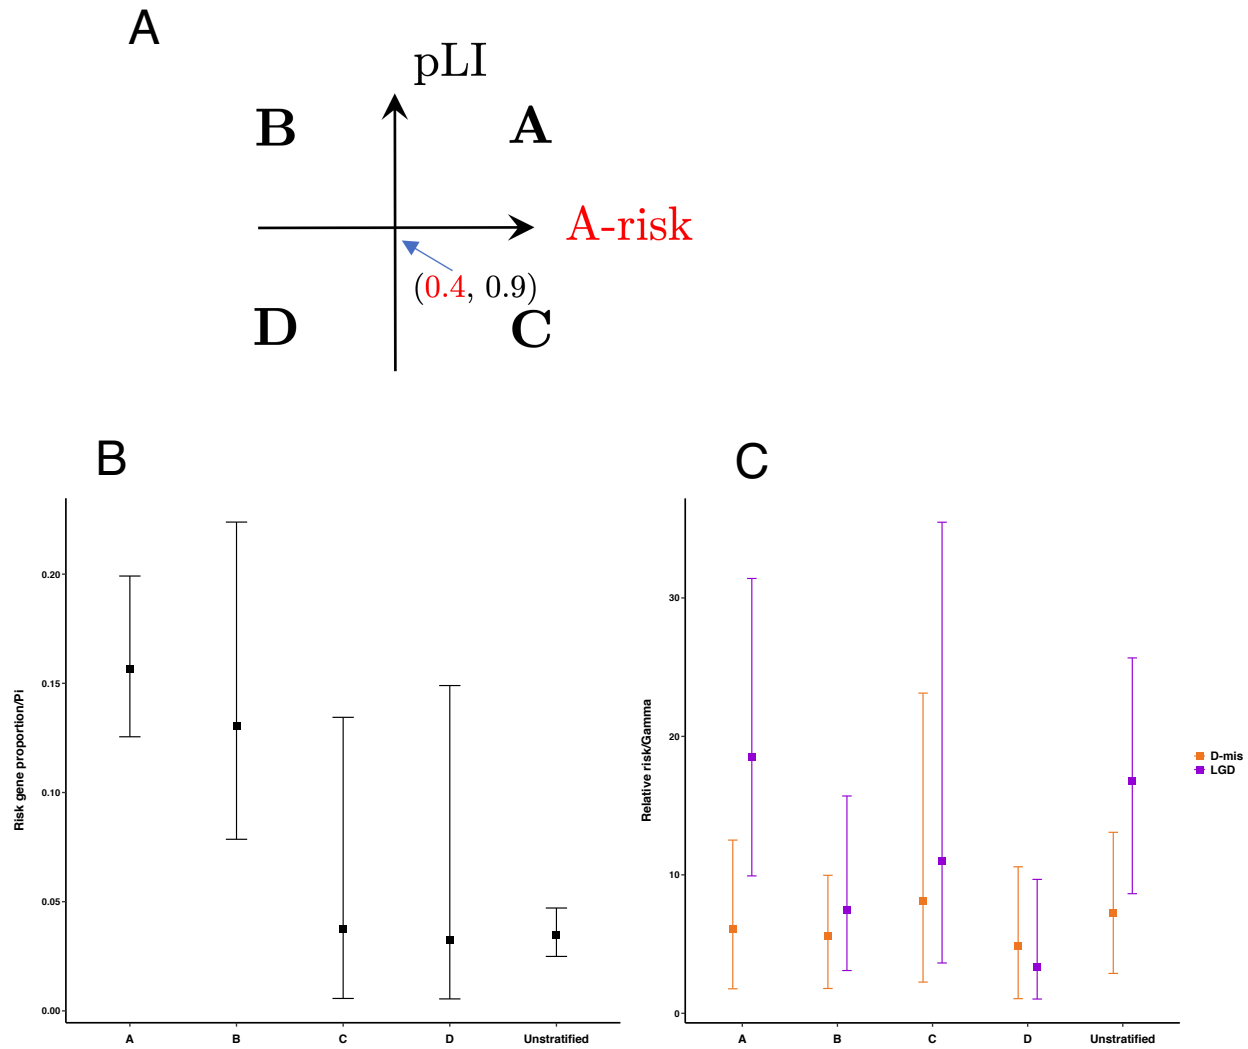 A
pLI
B
A
A-risk
(0.4, 0.9)
D
C
B
Risk gene proportion/Pi
0.20
0.15
0.10
0.05
0.00
A
B
C
D
Unstratified
C
Relative risk/Gamma
30
20
10
0
A
B
C
D
Unstratified
D-mis
LGD